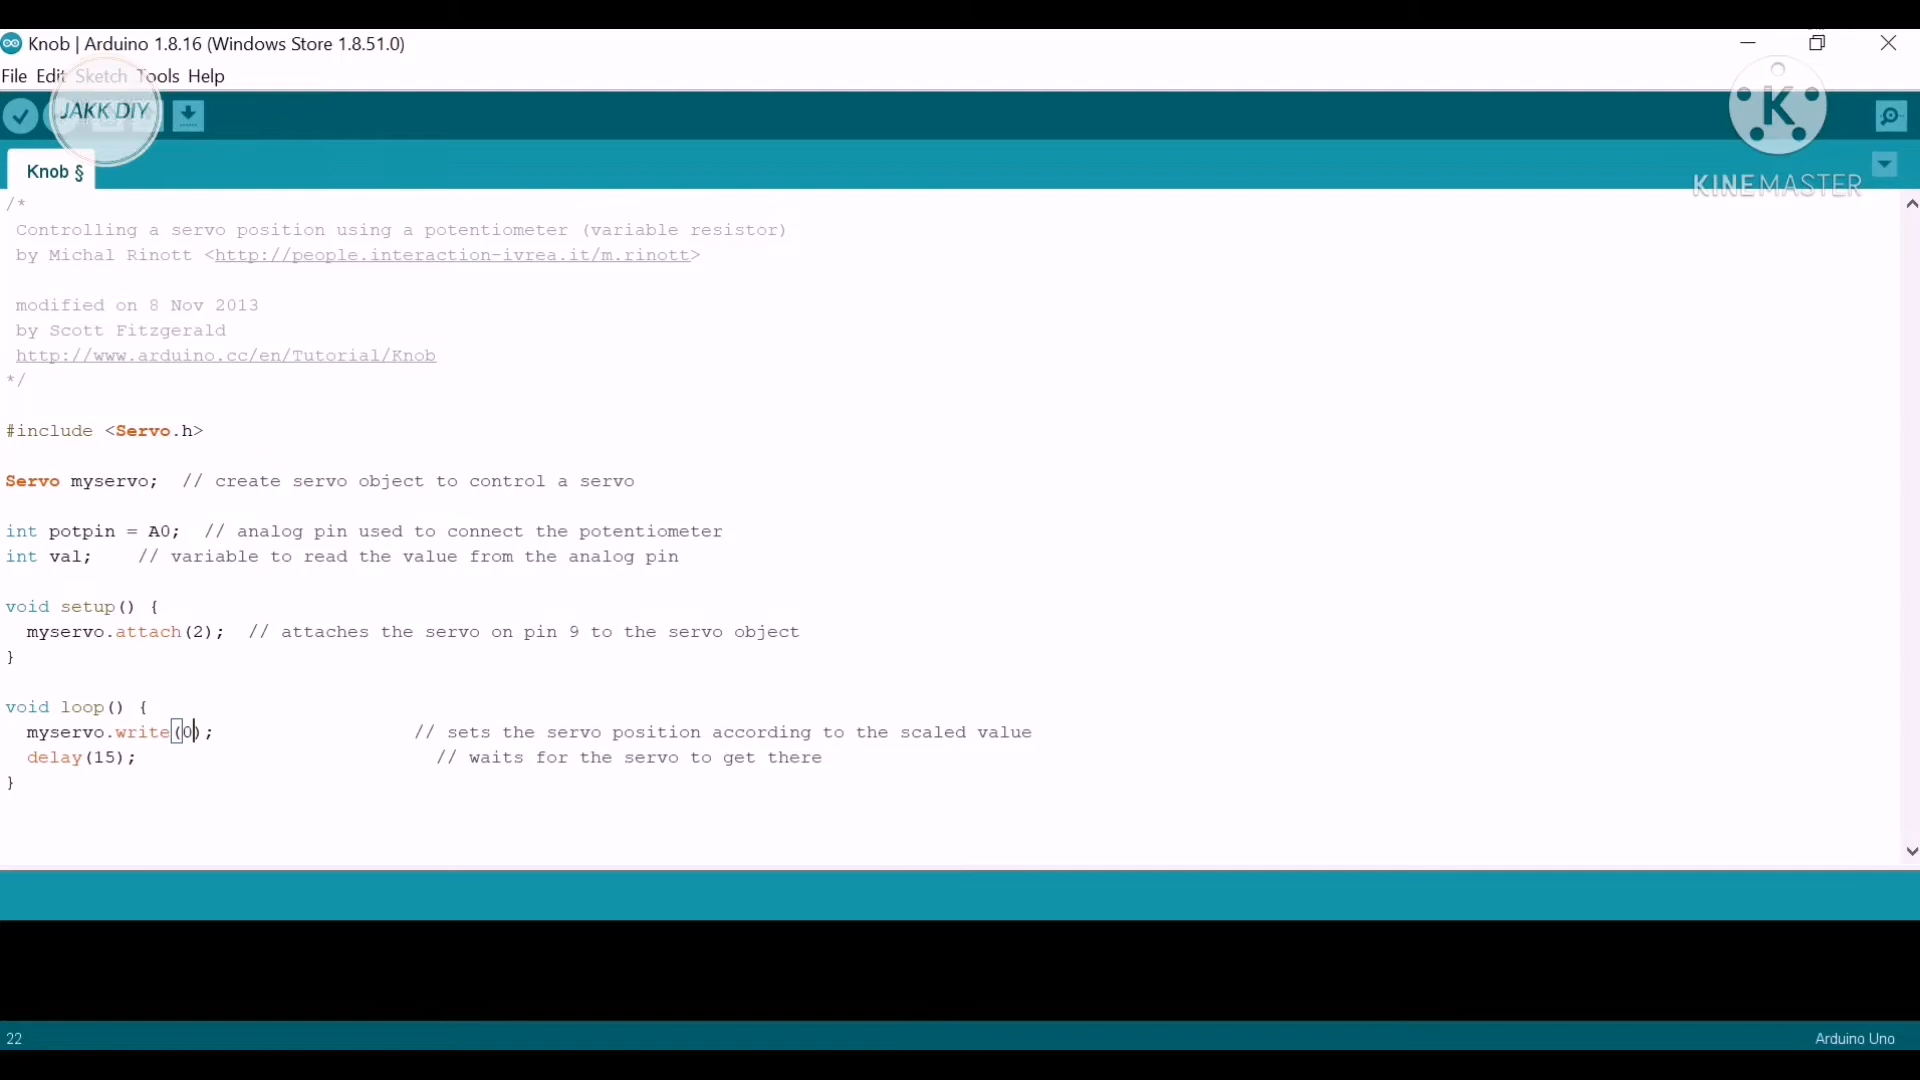 Knob | Arduino 1.8.16 (Windows Store 1.8.51.0)
File Edit Sketch Tools Help
JAKK DIY
K
KINEMASTER
Knob §
/*
Controlling a servo position using a potentiometer (variable resistor)
by Michal Rinott <http://people.interaction-ivrea.it/m.rinott>
modified on 8 Nov 2013
by Scott Fitzgerald
http://www.arduino.cc/en/Tutorial/Knob
*/
#include <Servo.h>
Servo myservo;  // create servo object to control a servo
int potpin = A0;  // analog pin used to connect the potentiometer
int val;    // variable to read the value from the analog pin
void setup() {
myservo.attach(2);  // attaches the servo on pin 9 to the servo object
}
void loop() {
myservo.write(0);                  // sets the servo position according to the scaled value
delay(15);                           // waits for the servo to get there
}
22
Arduino Uno